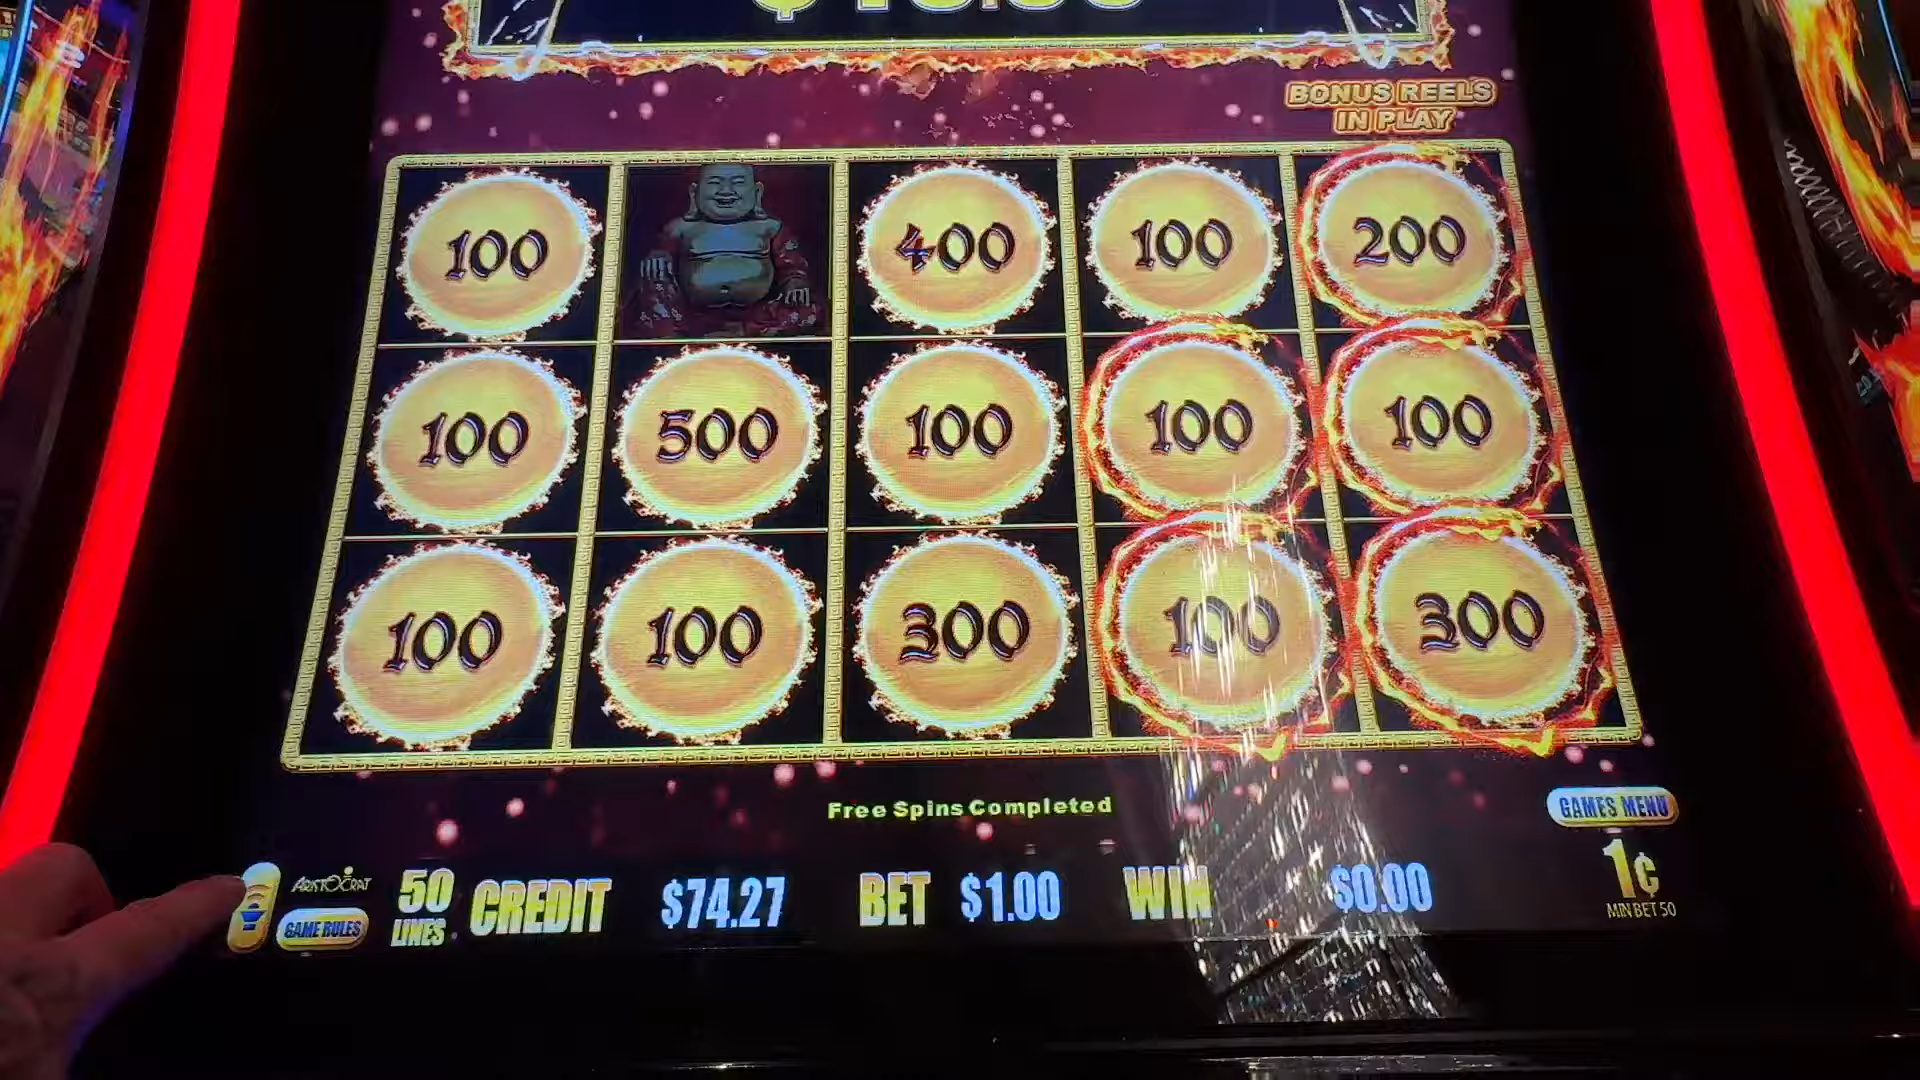 BONUS REELS
IN PLAY
100 400 100 200
100 500 100 100 100
100 100 300 100 300
Free Spins Completed
GAMES MENU
ARISTOCRAT
GAME RULES
50
LINES
CREDIT $74.27 BET $1.00 WIN $0.00
1¢
MIN BET 50